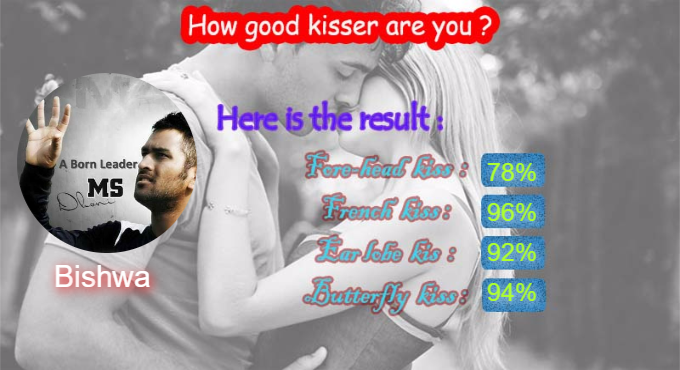 How good kisser are you ?
Here is the result :
A Born Leader
MS
Dhoni
Bishwa
Fore-head kiss : 78%
French kiss: 96%
Ear lobe kis : 92%
Butterfly kiss: 94%